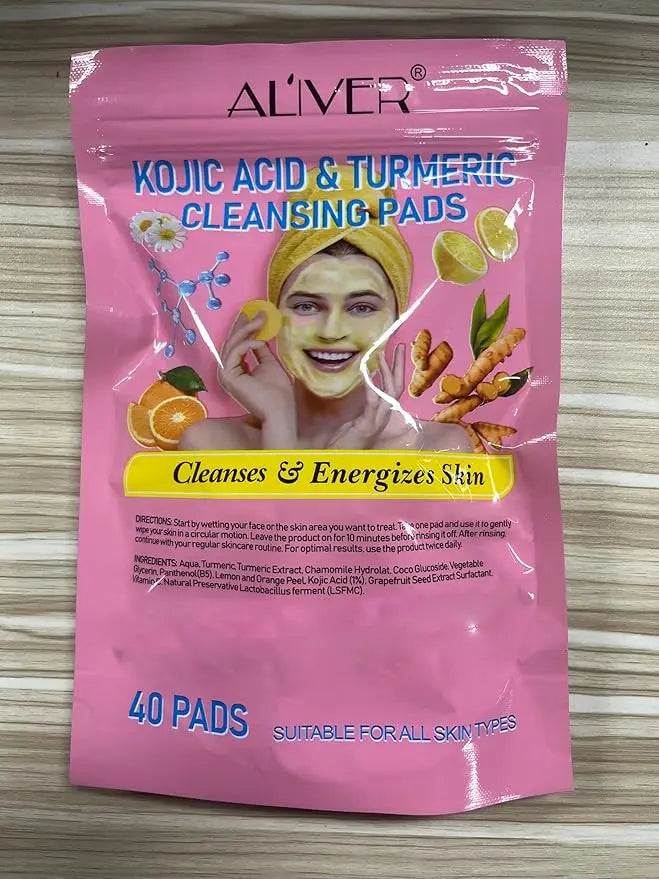 AL'IVER®
KOJIC ACID & TURMERIC
CLEANSING PADS
Cleanses & Energizes Skin
DIRECTIONS: Start by wetting your face or the skin area you want to treat. Take one pad and use it to gently
wipe your skin in a circular motion. Leave the product on for 10 minutes before rinsing it off. After rinsing,
continue with your regular skincare routine. For optimal results, use the product twice daily.
INGREDIENTS: Aqua, Turmeric, Turmeric Extract, Chamomile Hydrolat, Coco Glucoside, Vegetable
Glycerin, Panthenol(B5), Lemon and Orange Peel, Kojic Acid (1%), Grapefruit Seed Extract Surfactant,
Natural Preservative Lactobacillus ferment (LSFMC).
40 PADS
SUITABLE FOR ALL SKIN TYPES